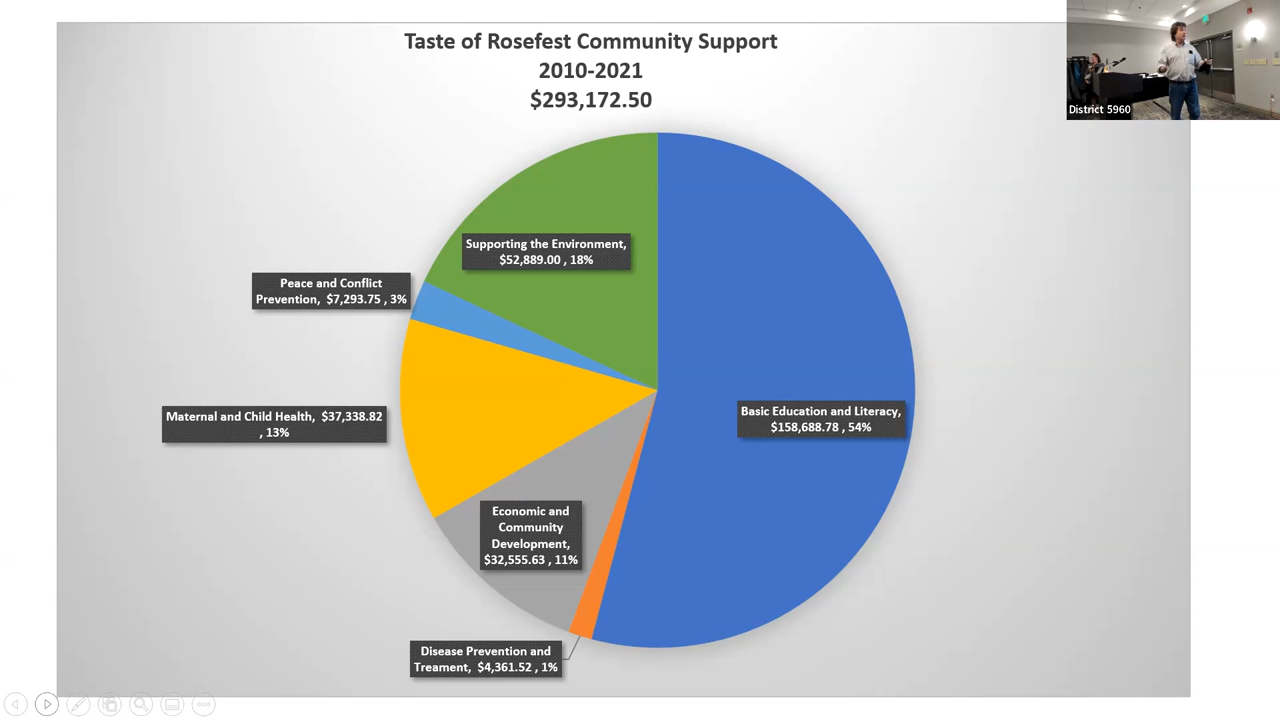 Taste of Rosefest Community Support
2010-2021
$293,172.50
District 5960
Supporting the Environment,
$52,889.00 , 18%
Peace and Conflict
Prevention, $7,293.75 , 3%
Maternal and Child Health, $37,338.82
, 13%
Basic Education and Literacy,
$158,688.78 , 54%
Economic and
Community
Development,
$32,555.63 , 11%
Disease Prevention and
Treament, $4,361.52 , 1%